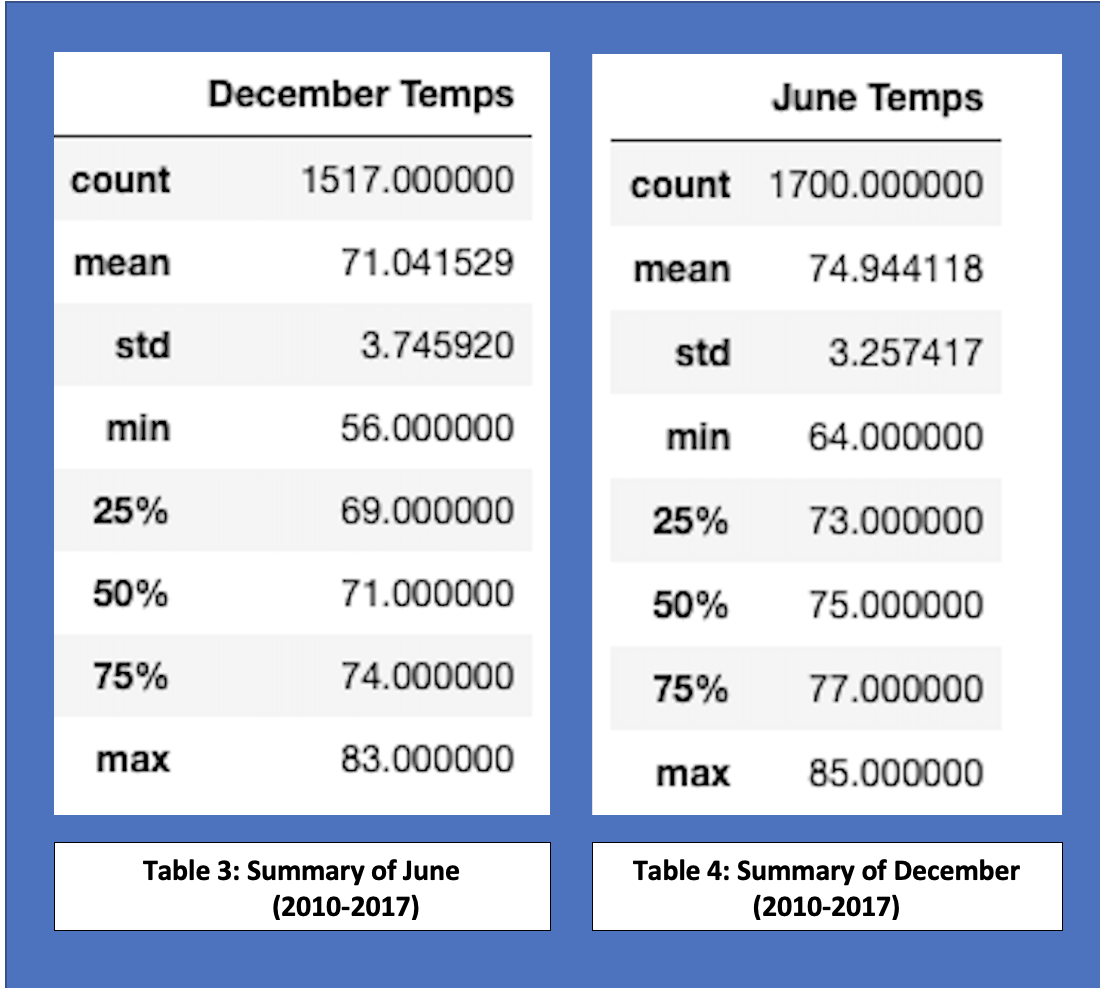 December Temps
count 1517.000000
mean 71.041529
std 3.745920
min 56.000000
25% 69.000000
50% 71.000000
75% 74.000000
max 83.000000
Table 3: Summary of June
(2010-2017)
June Temps
count 1700.000000
mean 74.944118
std 3.257417
min 64.000000
25% 73.000000
50% 75.000000
75% 77.000000
max 85.000000
Table 4: Summary of December
(2010-2017)